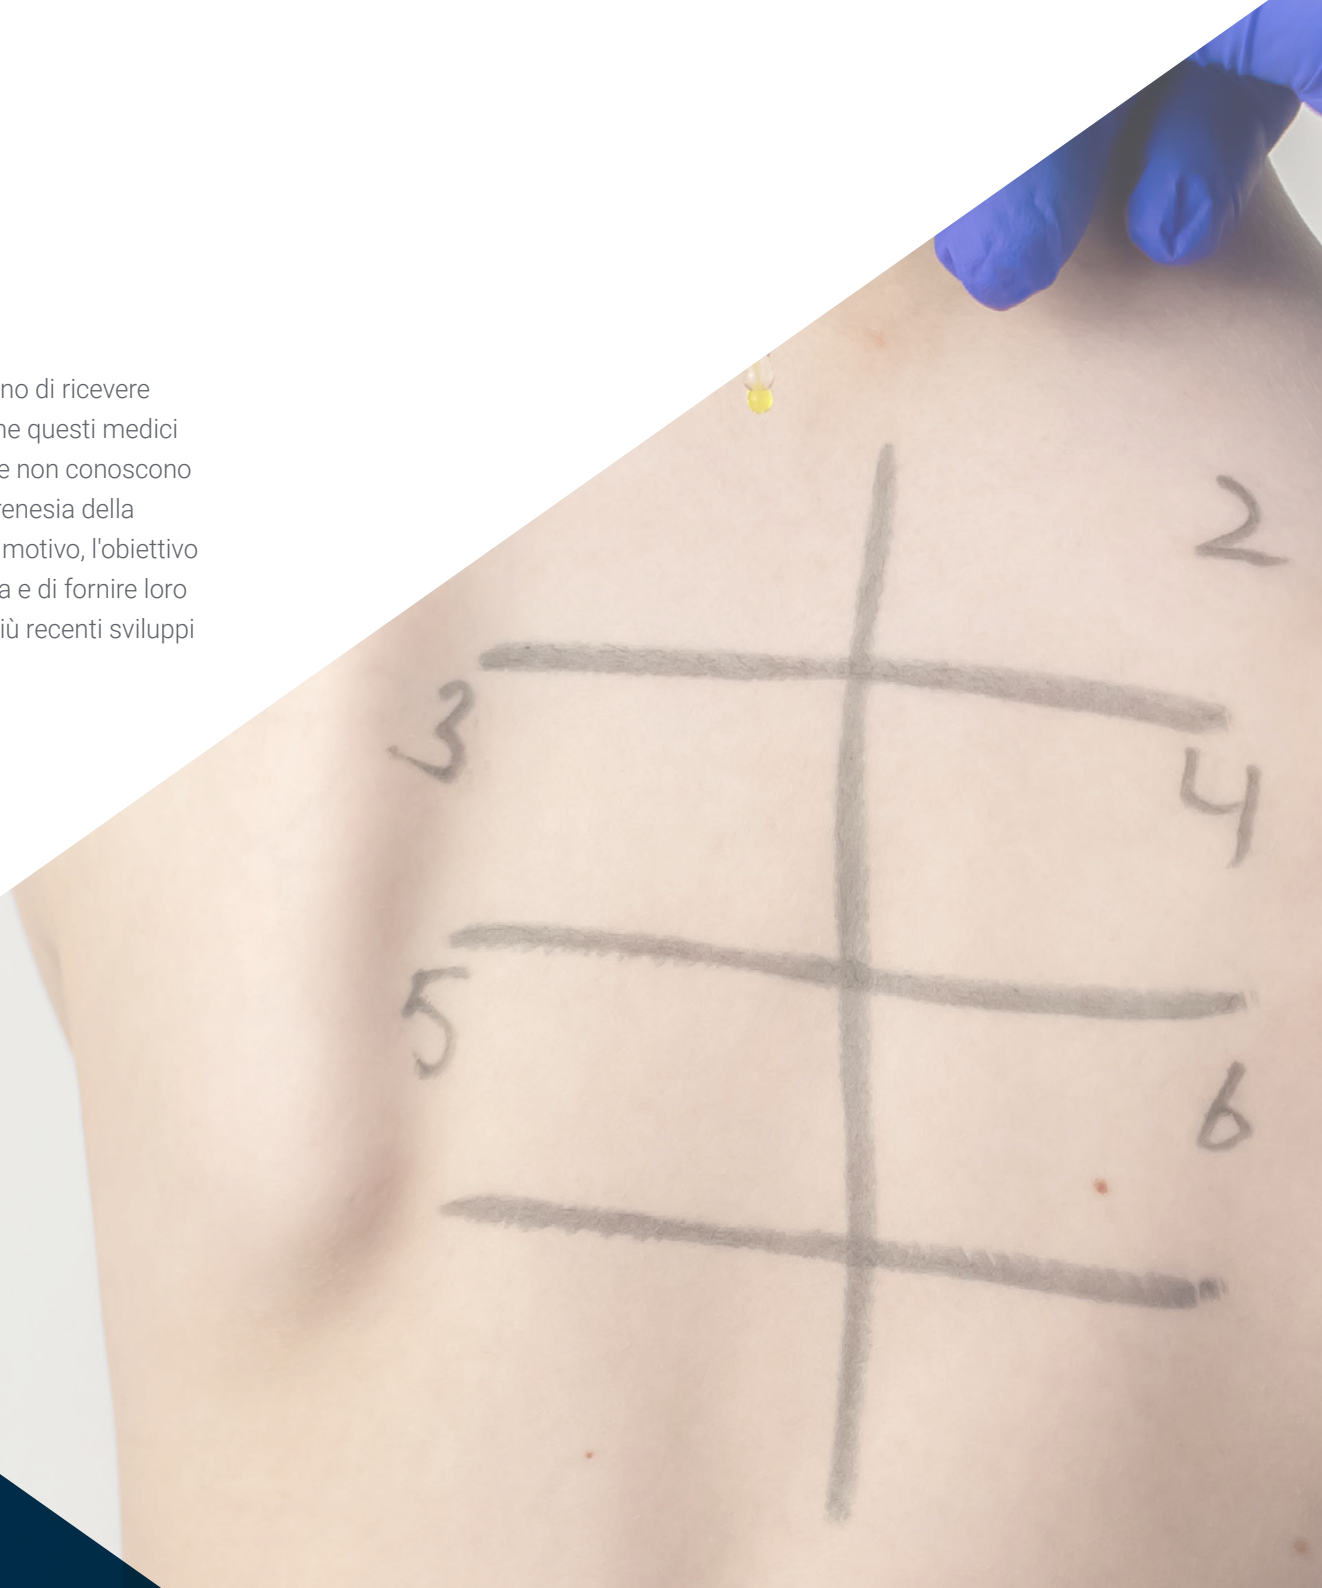 no di ricevere
ne questi medici
e non conoscono
renesia della
motivo, l'obiettivo
a e di fornire loro
iù recenti sviluppi
2
3
4
5
6